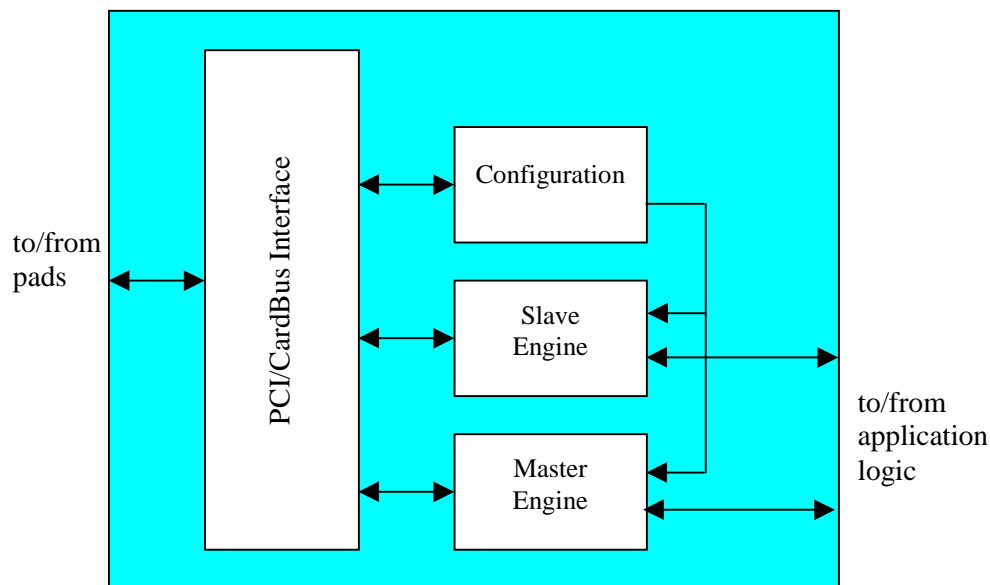 to/from
pads
PCI/CardBus Interface
Configuration
Slave
Engine
Master
Engine
to/from
application
logic